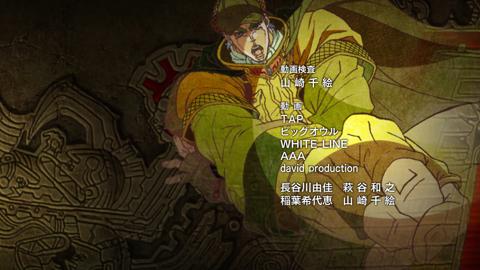 動画検査
山崎千絵
動画
TAP
ビッグオウル
WHITE LINE
AAA
david production
長谷川由佳 萩谷和之
稲葉希代恵 山崎千絵